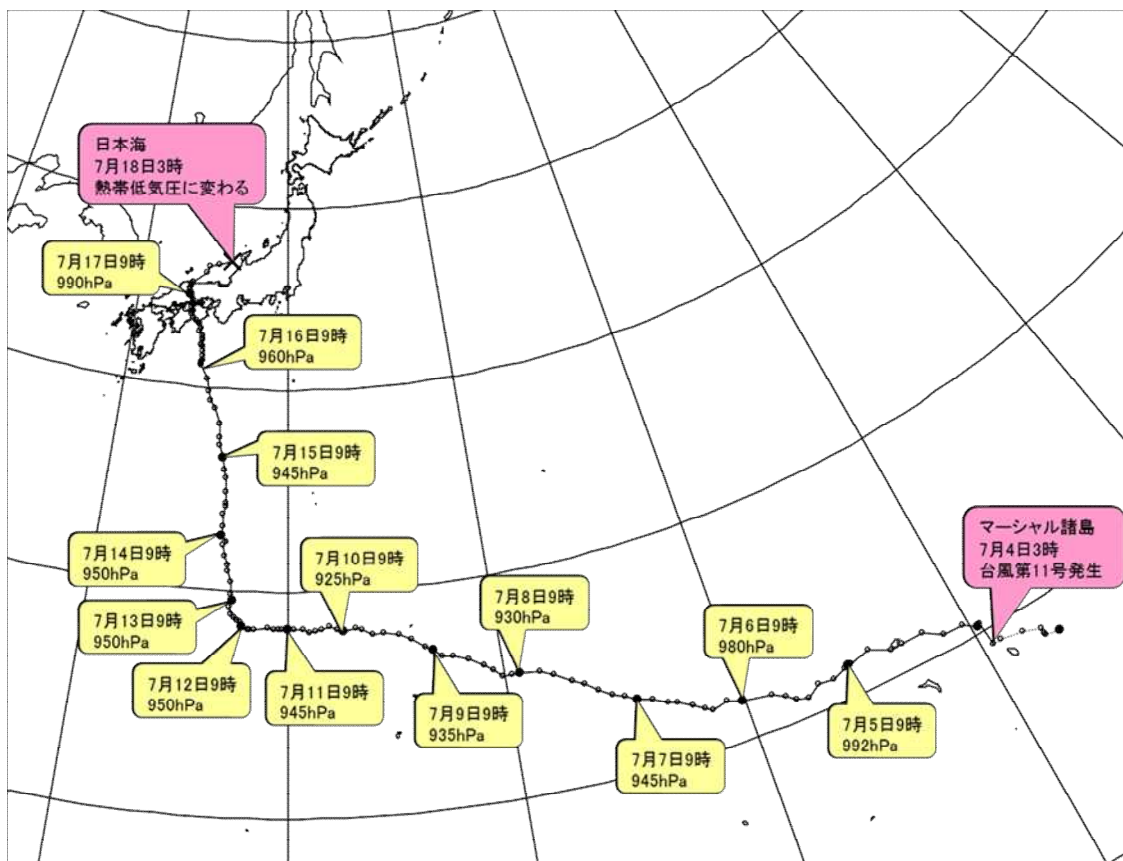 日本海
7月18日3時
熱帯低気圧に変わる
7月17日9時
990hPa
7月16日9時
960hPa
7月15日9時
945hPa
7月14日9時
950hPa
7月13日9時
950hPa
7月12日9時
950hPa
7月11日9時
945hPa
7月10日9時
925hPa
7月9日9時
935hPa
7月8日9時
930hPa
7月7日9時
945hPa
7月6日9時
980hPa
7月5日9時
992hPa
マーシャル諸島
7月4日3時
台風第11号発生